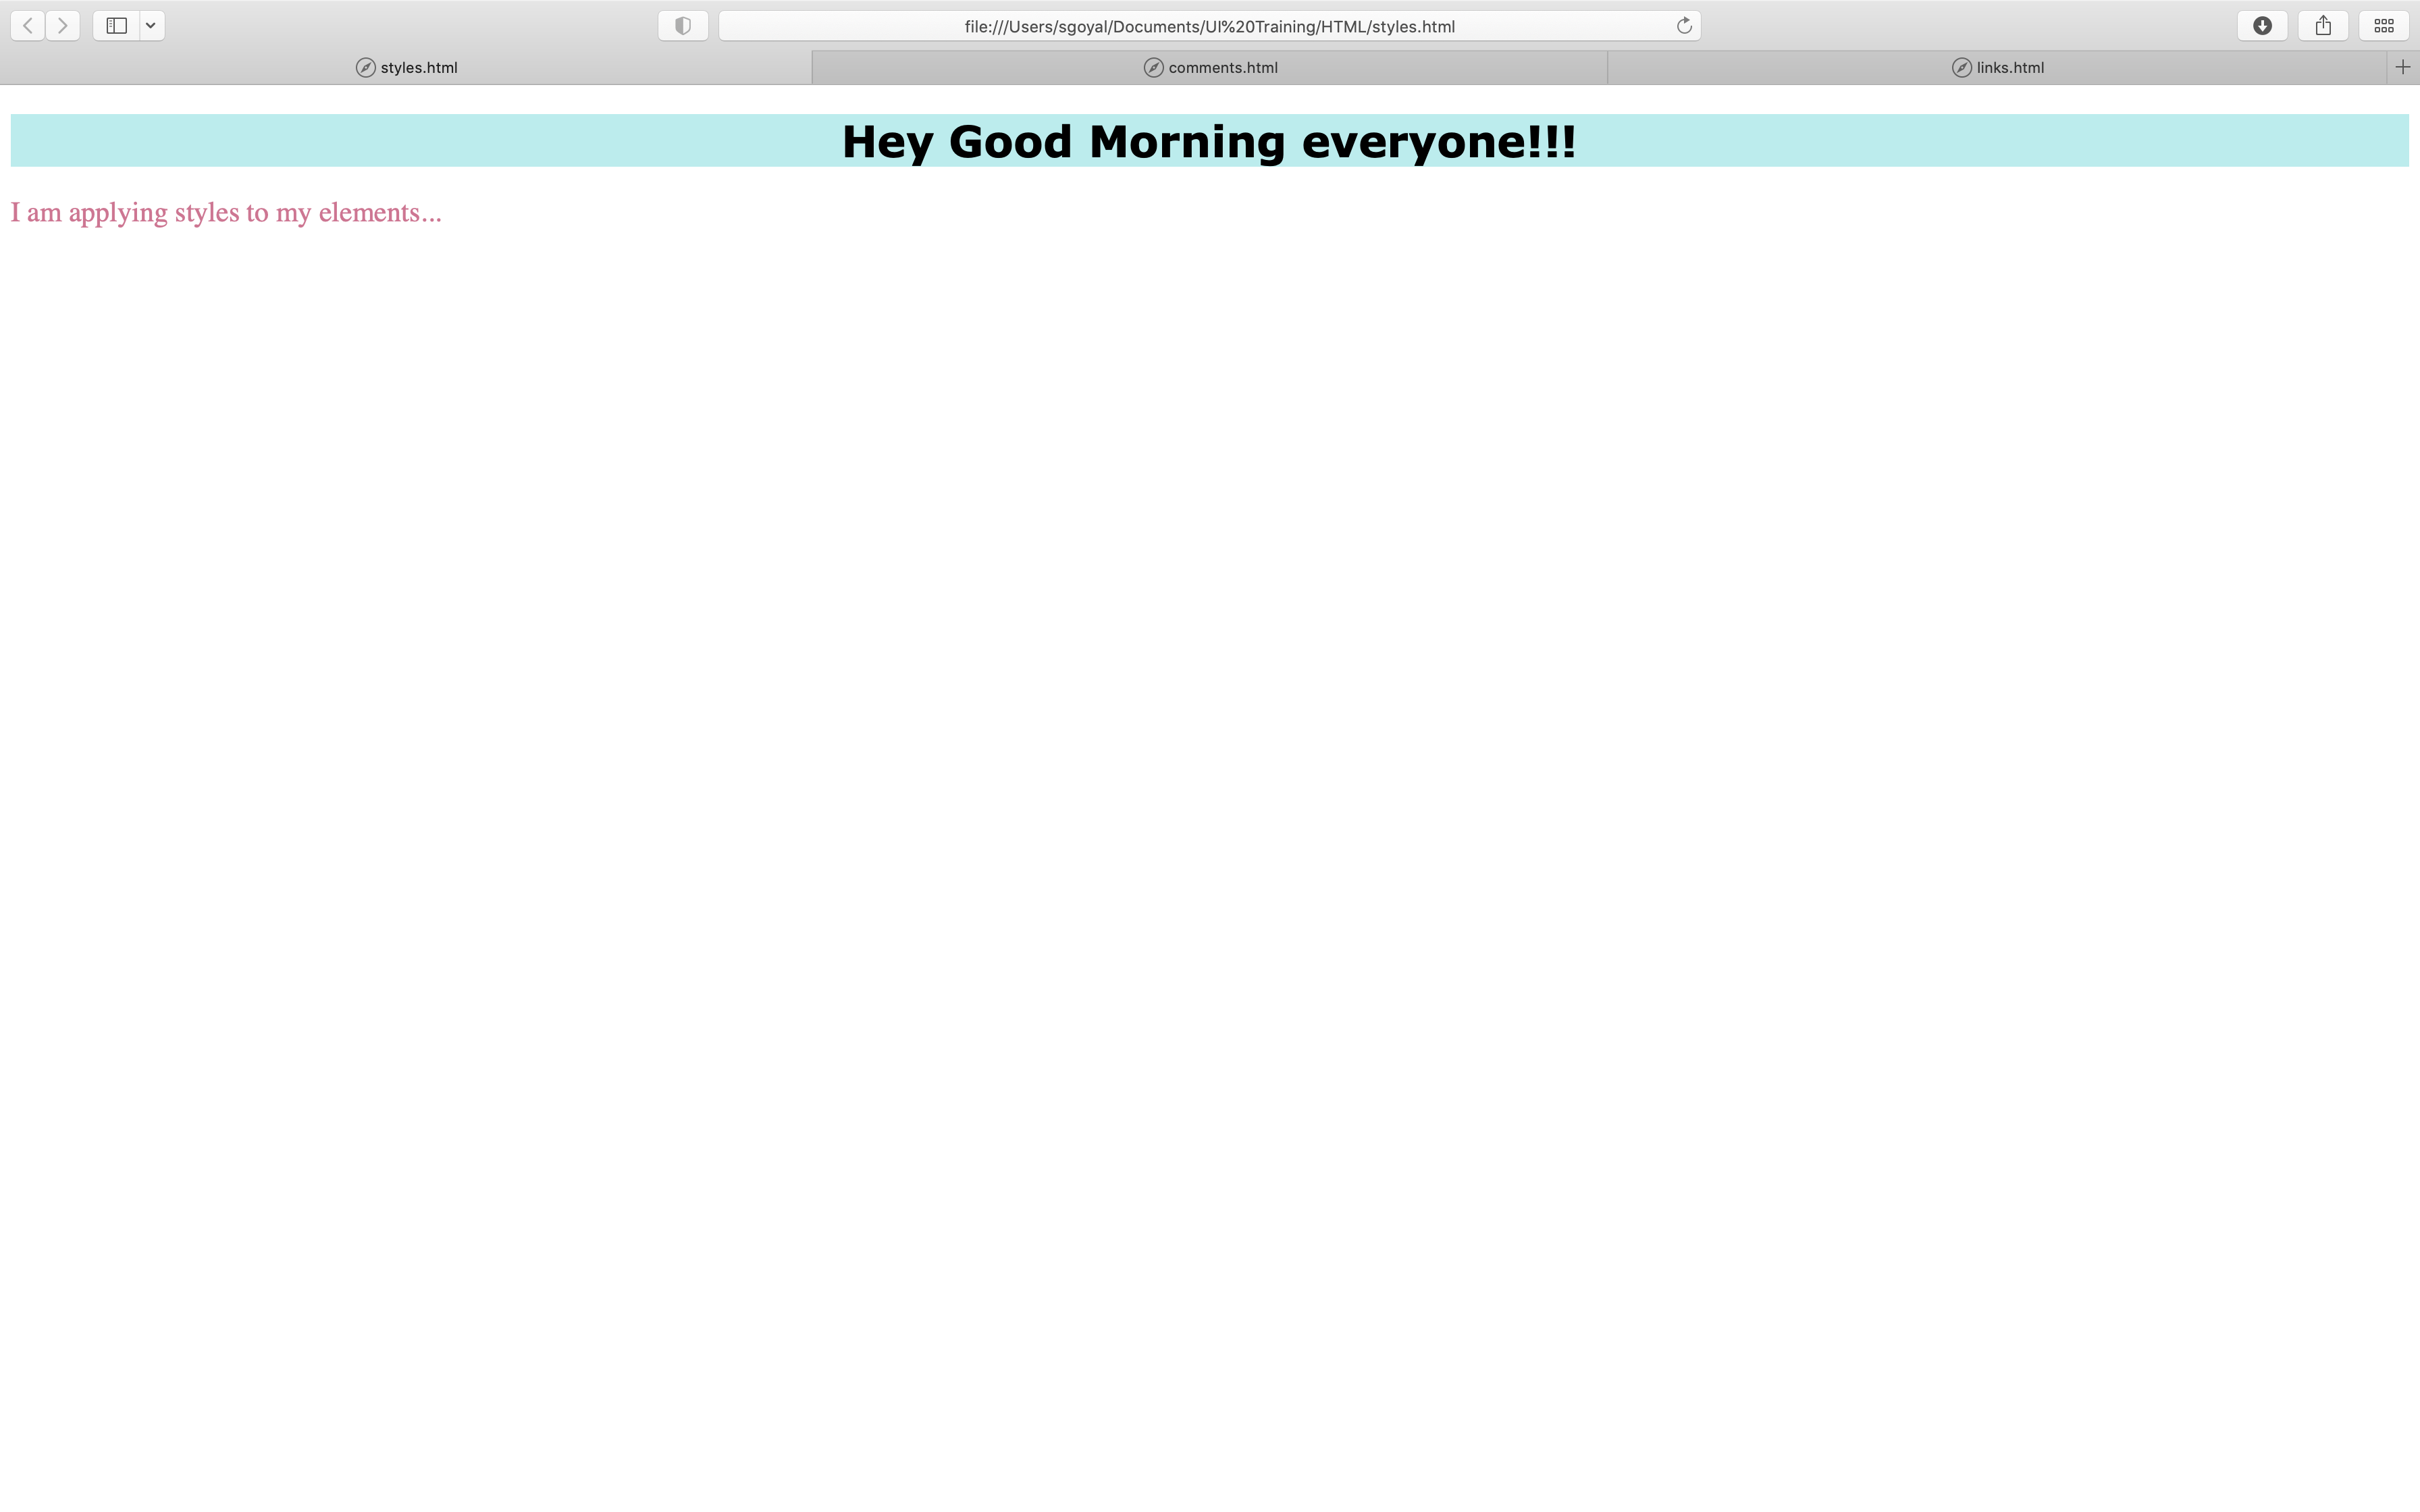 file:///Users/sgoyal/Documents/UI%20Training/HTML/styles.html
styles.html
comments.html
links.html
Hey Good Morning everyone!!!
I am applying styles to my elements...